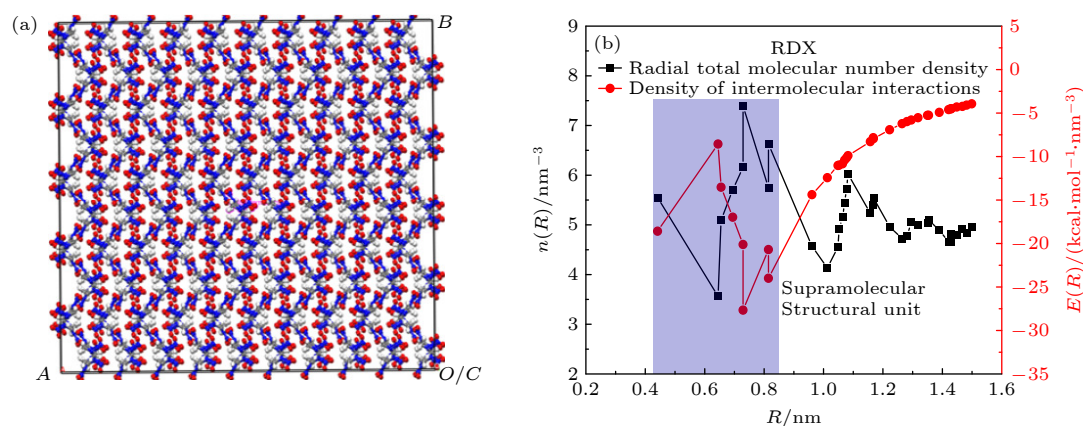 (a)
B
A
O/C
(b)
RDX
Radial total molecular number density
Density of intermolecular interactions
Supramolecular
Structural unit
9
8
7
6
5
4
3
2
n(R)/nm⁻³
0.2 0.4 0.6 0.8 1.0 1.2 1.4 1.6
R/nm
5
0
−5
−10
−15
−20
−25
−30
−35
E(R)/(kcal·mol⁻¹·nm⁻³)